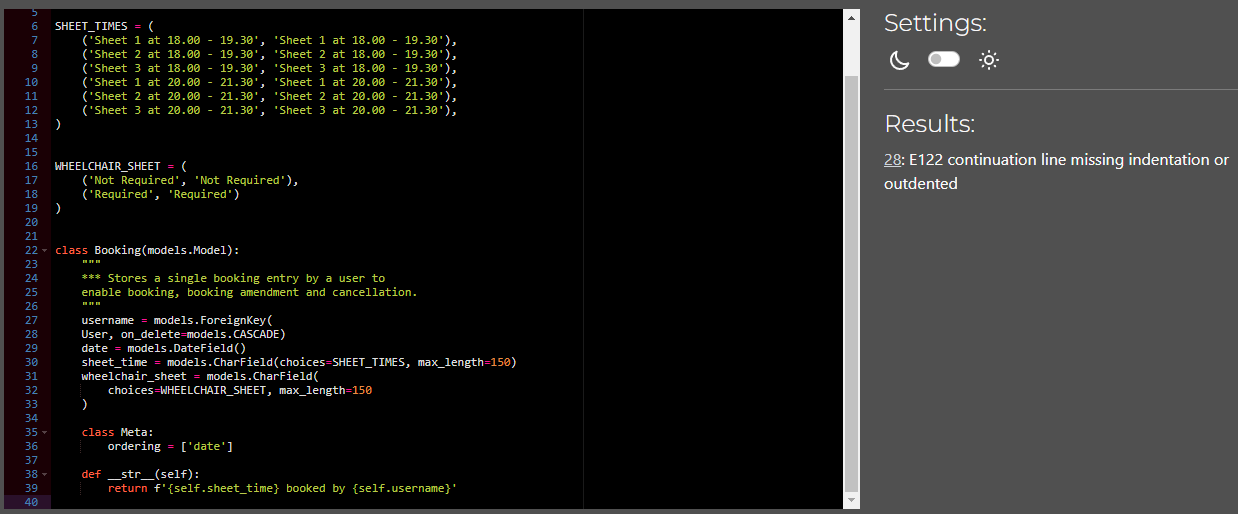 5
6 SHEET_TIMES = (
7     ('Sheet 1 at 18.00 - 19.30', 'Sheet 1 at 18.00 - 19.30'),
8     ('Sheet 2 at 18.00 - 19.30', 'Sheet 2 at 18.00 - 19.30'),
9     ('Sheet 3 at 18.00 - 19.30', 'Sheet 3 at 18.00 - 19.30'),
10     ('Sheet 1 at 20.00 - 21.30', 'Sheet 1 at 20.00 - 21.30'),
11     ('Sheet 2 at 20.00 - 21.30', 'Sheet 2 at 20.00 - 21.30'),
12     ('Sheet 3 at 20.00 - 21.30', 'Sheet 3 at 20.00 - 21.30'),
13 )
14
15
16 WHEELCHAIR_SHEET = (
17     ('Not Required', 'Not Required'),
18     ('Required', 'Required')
19 )
20
21
22 class Booking(models.Model):
23     """
24     *** Stores a single booking entry by a user to
25     enable booking, booking amendment and cancellation.
26     """
27     username = models.ForeignKey(
28     User, on_delete=models.CASCADE)
29     date = models.DateField()
30     sheet_time = models.CharField(choices=SHEET_TIMES, max_length=150)
31     wheelchair_sheet = models.CharField(
32         choices=WHEELCHAIR_SHEET, max_length=150
33     )
34
35     class Meta:
36         ordering = ['date']
37
38     def __str__(self):
39         return f'{self.sheet_time} booked by {self.username}'
40
Settings:
Results:
28: E122 continuation line missing indentation or
outdented